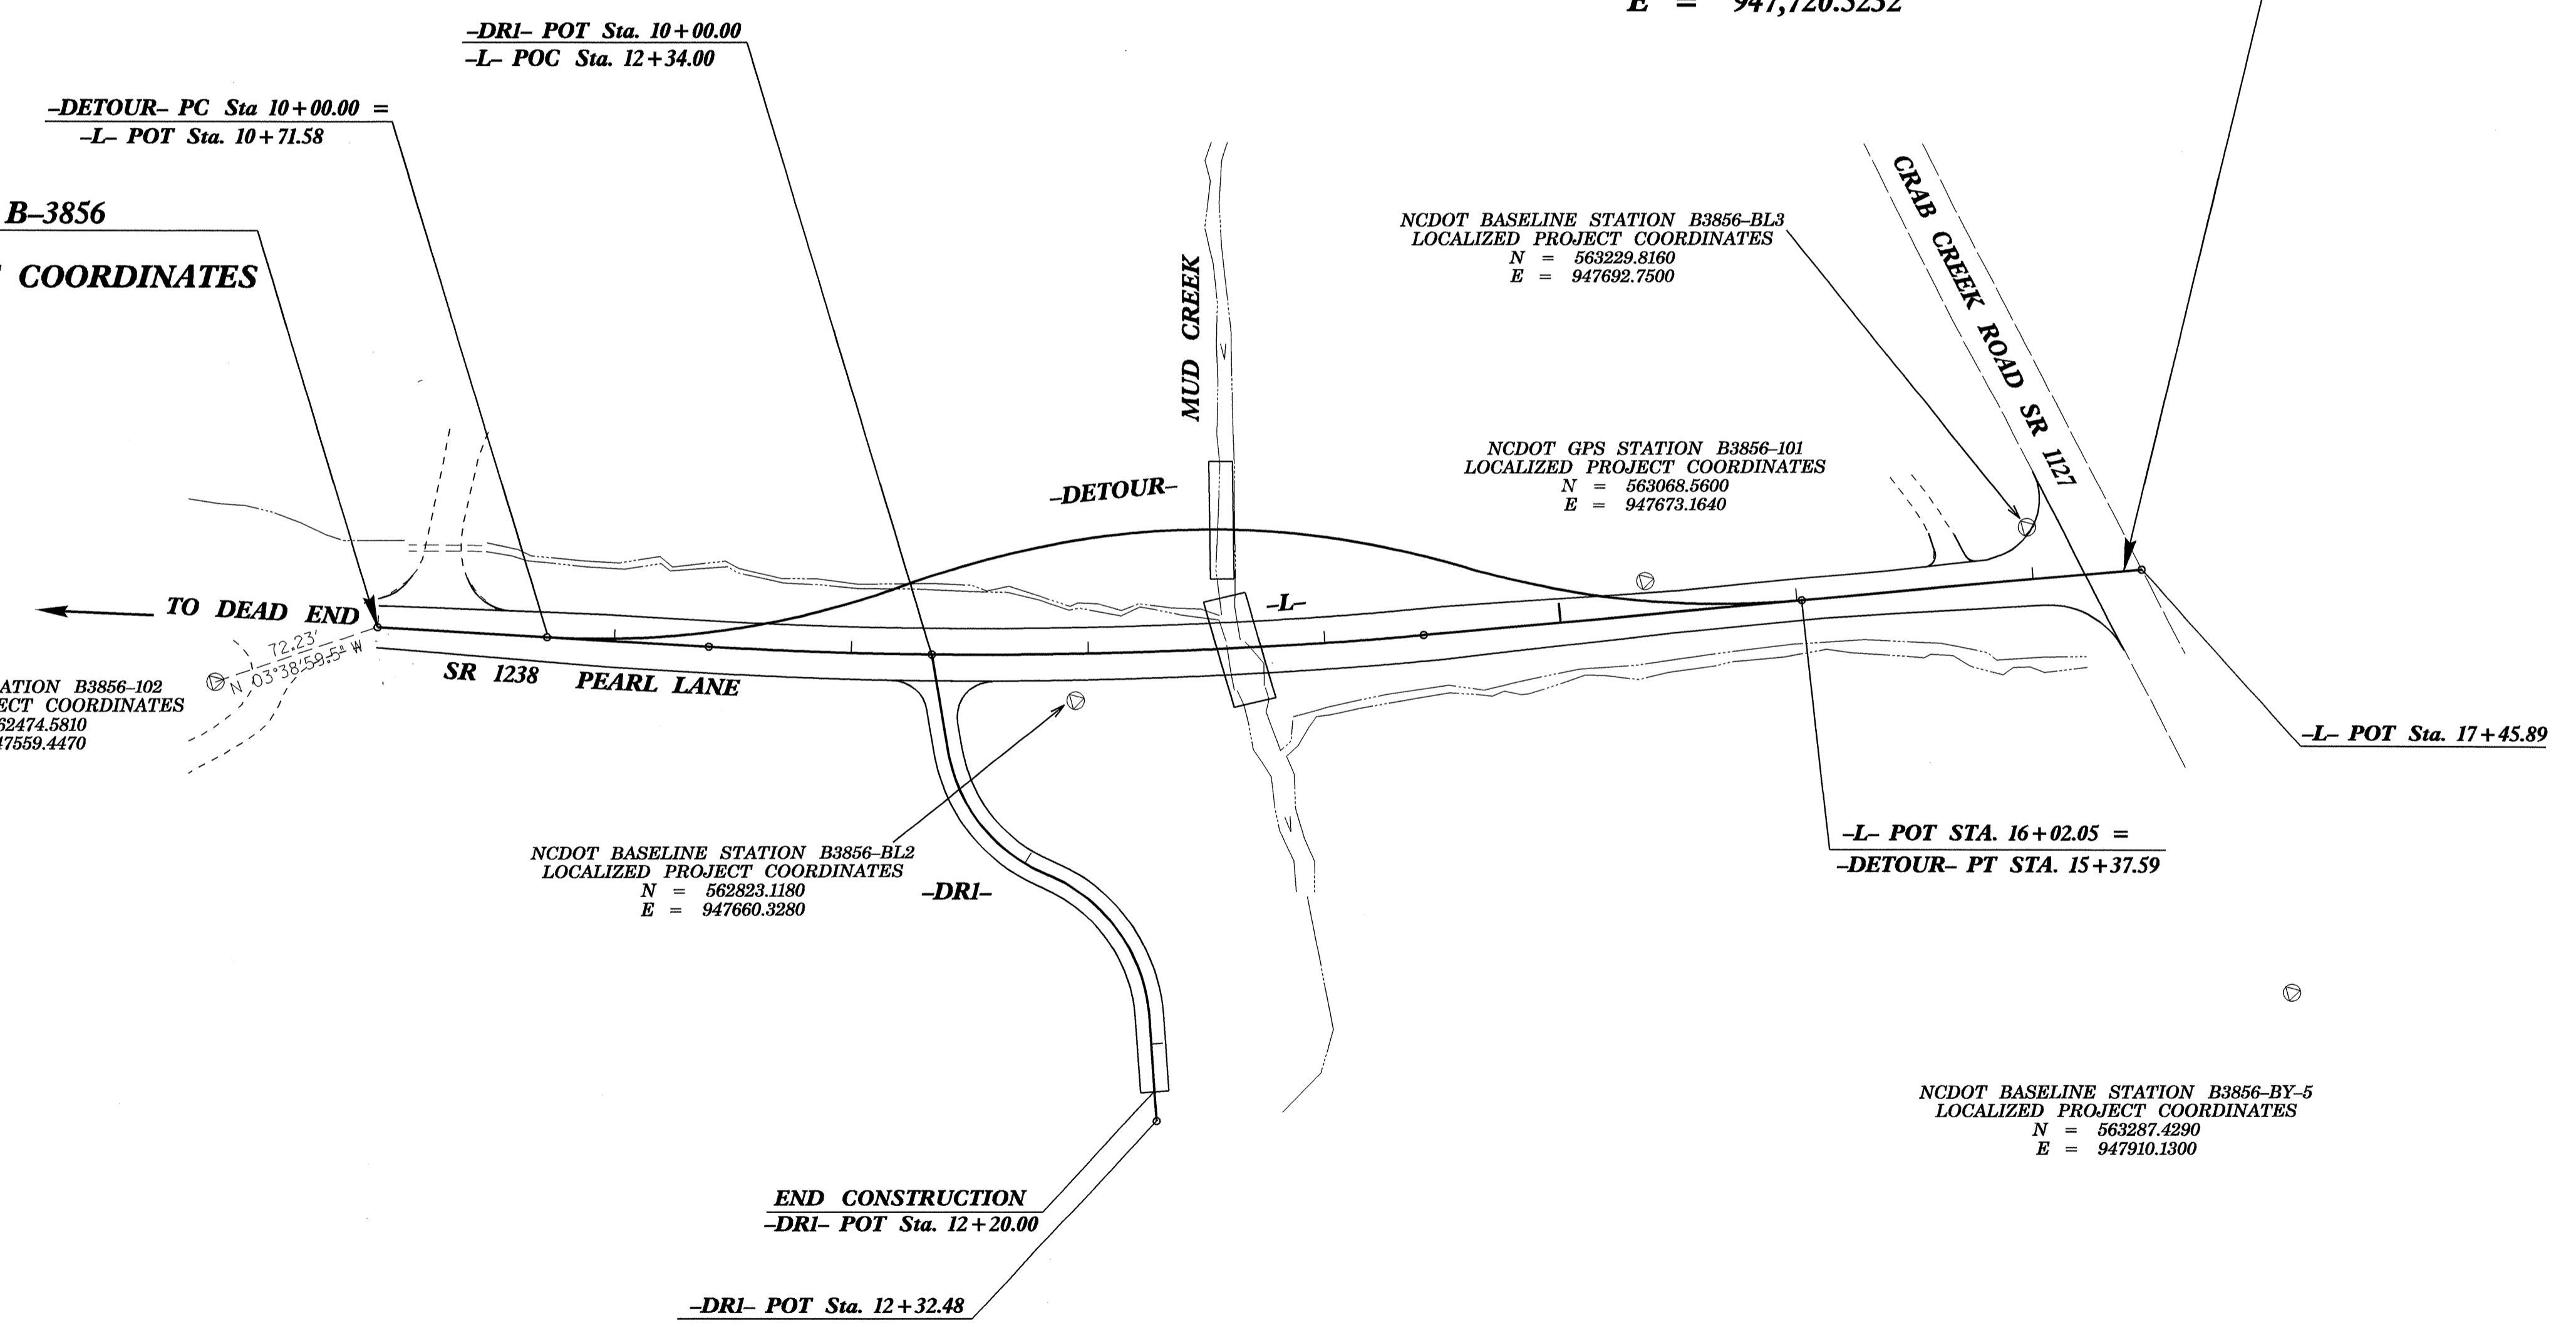 E = 947,720.5252
-DR1- POT Sta. 10+00.00
-L- POC Sta. 12+34.00
-DETOUR- PC Sta 10+00.00 =
-L- POT Sta. 10+71.58
B-3856
COORDINATES
CRAB CREEK ROAD SR 1127
NCDOT BASELINE STATION B3856-BL3
LOCALIZED PROJECT COORDINATES
N = 563229.8160
E = 947692.7500
MUD CREEK
NCDOT GPS STATION B3856-101
LOCALIZED PROJECT COORDINATES
N = 563068.5600
E = 947673.1640
-DETOUR-
-L-
TO DEAD END
72.23'
N 03°38'59.5" W
SR 1238 PEARL LANE
ATION B3856-102
ECT COORDINATES
62474.5810
47559.4470
-L- POT Sta. 17+45.89
-L- POT STA. 16+02.05 =
-DETOUR- PT STA. 15+37.59
NCDOT BASELINE STATION B3856-BL2
LOCALIZED PROJECT COORDINATES
N = 562823.1180
E = 947660.3280
-DR1-
NCDOT BASELINE STATION B3856-BY-5
LOCALIZED PROJECT COORDINATES
N = 563287.4290
E = 947910.1300
END CONSTRUCTION
-DR1- POT Sta. 12+20.00
-DR1- POT Sta. 12+32.48